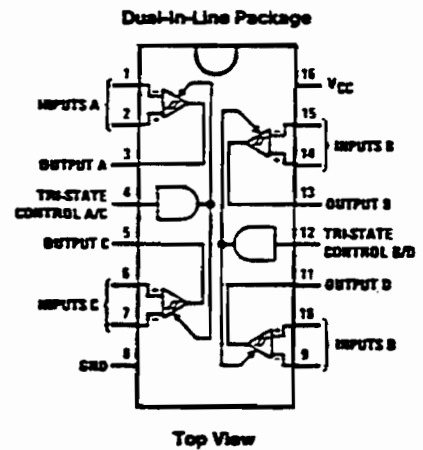 Dual-In-Line Package
1
16
VCC
INPUTS A
2
15
INPUTS B
14
OUTPUT A
3
13
OUTPUT B
TRI-STATE
CONTROL A/C
4
12
TRI-STATE
CONTROL B/D
OUTPUT C
5
11
OUTPUT D
6
10
INPUTS C
7
INPUTS B
9
GND
8
Top View